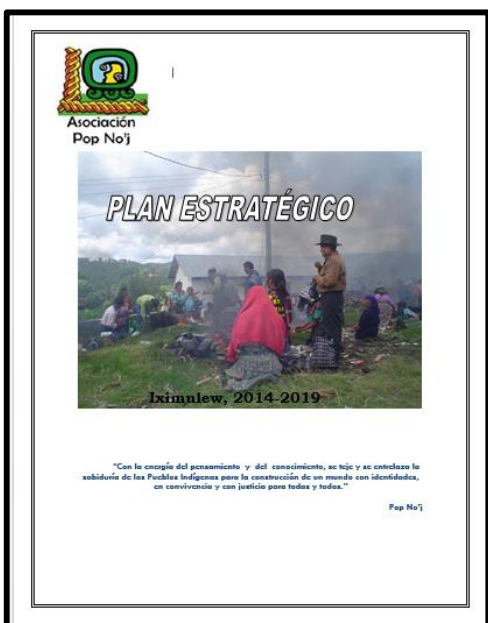 Asociación
Pop No'j
PLAN ESTRATÉGICO
Iximnlew, 2014-2019
"Con la energía del pensamiento y del conocimiento, se teje y se entrelaza la
sabiduría de los Pueblos Indígenas para la construcción de un mundo con identidades,
en convivencia y con justicia para todas y todos."
Pop No'j